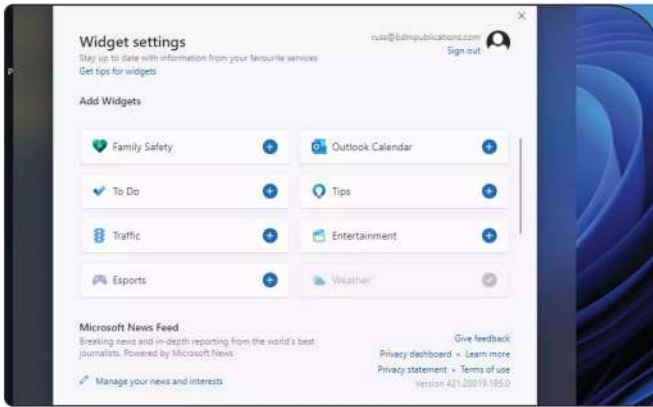 Widget settings
Stay up to date with information from your favourite services
Get tips for widgets
Sign out
Add Widgets
Family Safety
Outlook Calendar
To Do
Tips
Traffic
Entertainment
Esports
Weather
Microsoft News Feed
Breaking news and in-depth reporting from the world's best
journalists. Powered by Microsoft News
Manage your news and interests
Give feedback
Privacy dashboard • Learn more
Privacy statement • Terms of use
Version 421.20019.195.0
P